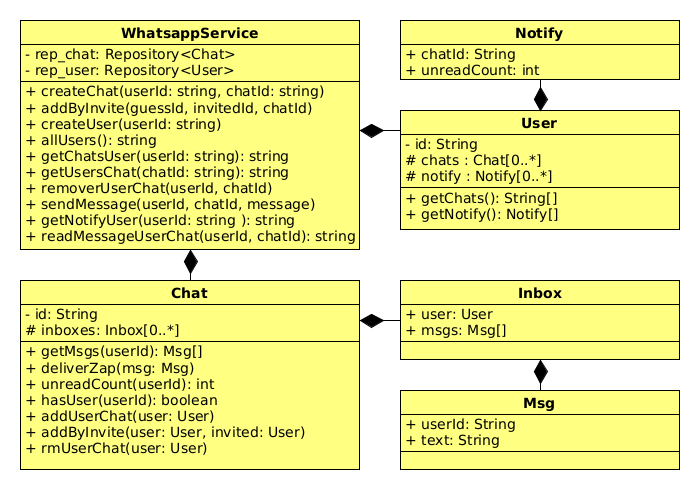 WhatsappService
- rep_chat: Repository<Chat>
- rep_user: Repository<User>
+ createChat(userId: string, chatId: string)
+ addByInvite(guessId, invitedId, chatId)
+ createUser(userId: string)
+ allUsers(): string
+ getChatsUser(userId: string): string
+ getUsersChat(chatId: string): string
+ removerUserChat(userId, chatId)
+ sendMessage(userId, chatId, message)
+ getNotifyUser(userId: string ): string
+ readMessageUserChat(userId, chatId): string
Notify
+ chatId: String
+ unreadCount: int
User
- id: String
# chats : Chat[0..*]
# notify : Notify[0..*]
+ getChats(): String[]
+ getNotify(): Notify[]
Chat
- id: String
# inboxes: Inbox[0..*]
+ getMsgs(userId): Msg[]
+ deliverZap(msg: Msg)
+ unreadCount(userId): int
+ hasUser(userId): boolean
+ addUserChat(user: User)
+ addByInvite(user: User, invited: User)
+ rmUserChat(user: User)
Inbox
+ user: User
+ msgs: Msg[]
Msg
+ userId: String
+ text: String